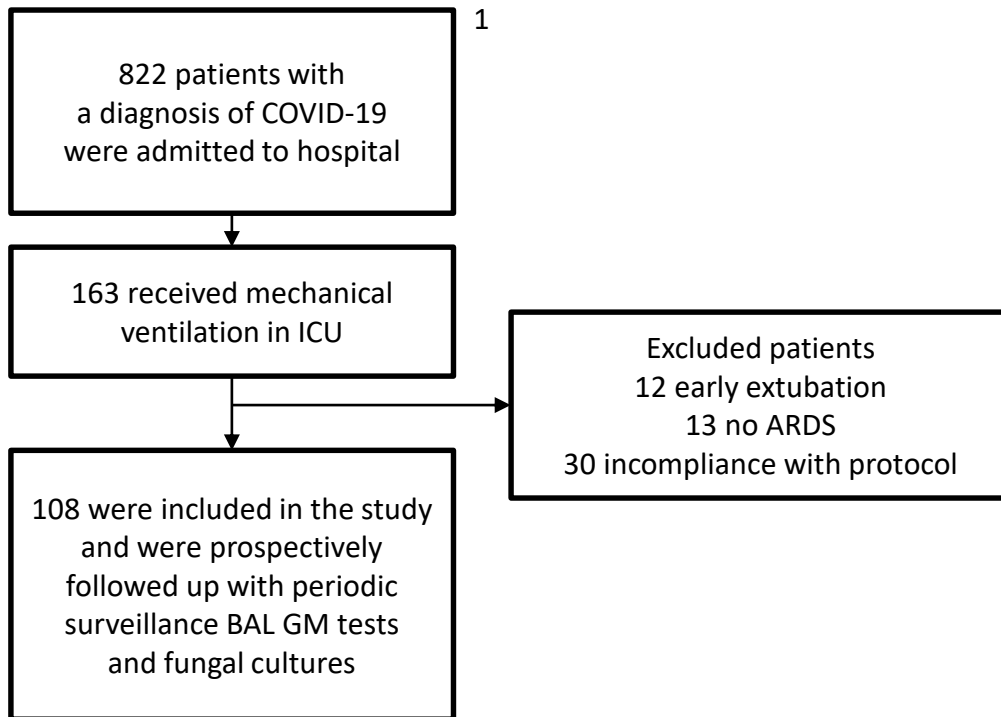 1
822 patients with
a diagnosis of COVID-19
were admitted to hospital
163 received mechanical
ventilation in ICU
Excluded patients
12 early extubation
13 no ARDS
30 incompliance with protocol
108 were included in the study
and were prospectively
followed up with periodic
surveillance BAL GM tests
and fungal cultures